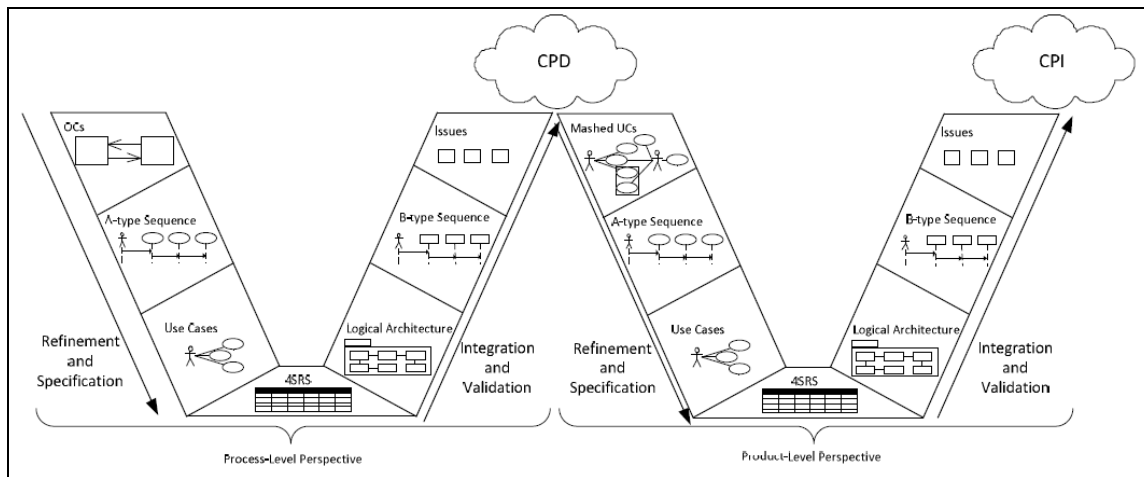 CPD
CPI
OCs
Issues
Mashed UCs
Issues
A-type Sequence
B-type Sequence
A-type Sequence
B-type Sequence
Use Cases
Logical Architecture
Use Cases
Logical Architecture
Refinement
and
Specification
4SRS
Integration
and
Validation
Refinement
and
Specification
4SRS
Integration
and
Validation
Process-Level Perspective
Product-Level Perspective